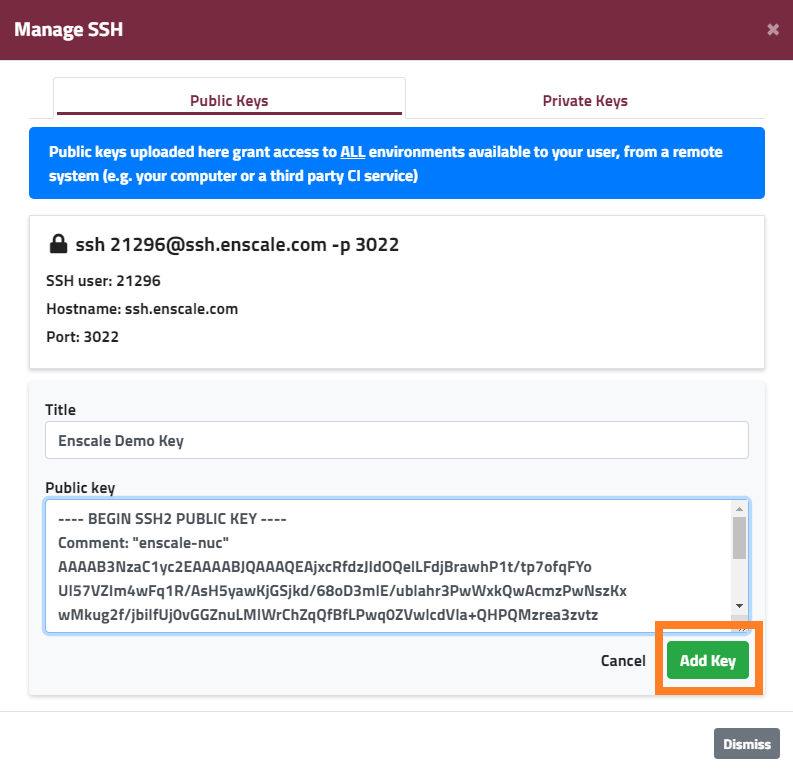 Manage SSH
Public Keys
Private Keys
Public keys uploaded here grant access to ALL environments available to your user, from a remote
system (e.g. your computer or a third party CI service)
ssh 21296@ssh.enscale.com -p 3022
SSH user: 21296
Hostname: ssh.enscale.com
Port: 3022
Title
Enscale Demo Key
Public key
---- BEGIN SSH2 PUBLIC KEY ----
Comment: "enscale-nuc"
AAAAB3NzaC1yc2EAAAABJQAAAQEAjxcRfdzJldOQelLFdjBrawhP1t/tp7ofqFYo
Ul57VZlm4wFq1R/AsH5yawKjGSjkd/68oD3mlE/ublahr3PwWxkQwAcmzPwNszKx
wMkug2f/jbilfUj0vGGZnuLMlWrChZqQfBfLPwq0ZVwlcdVla+QHPQMzrea3zvtz
Cancel
Add Key
Dismiss